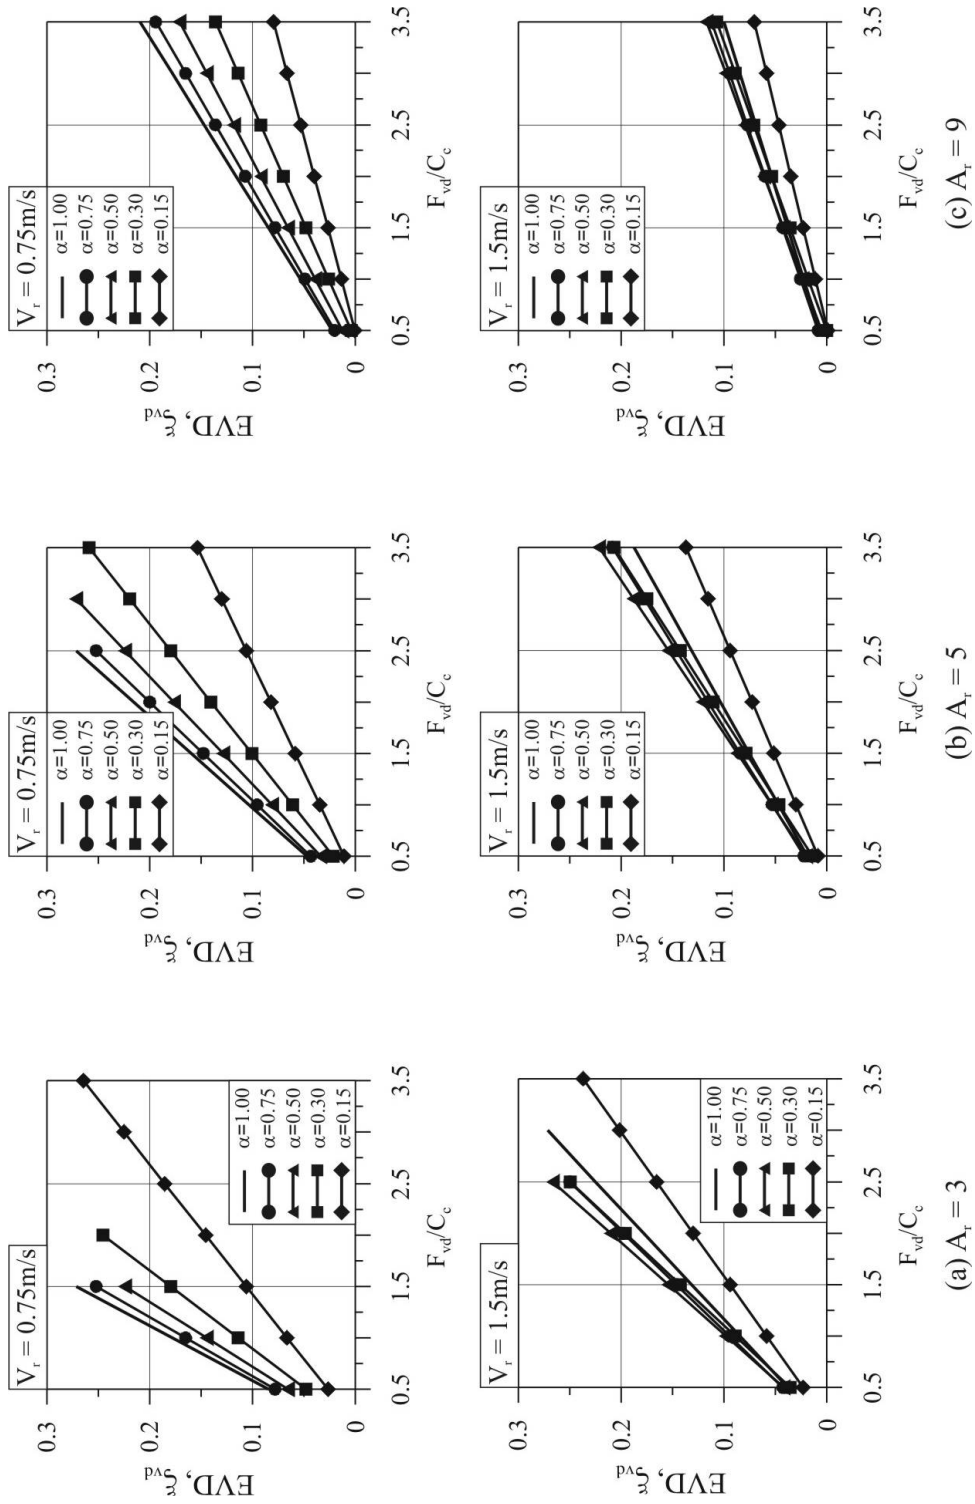 V_r = 0.75m/s
α=1.00
α=0.75
α=0.50
α=0.30
α=0.15
EVD, ξ_vd
0.3
0.2
0.1
0
0.5
1.5
2.5
3.5
F_vd/C_c
V_r = 0.75m/s
α=1.00
α=0.75
α=0.50
α=0.30
α=0.15
EVD, ξ_vd
0.3
0.2
0.1
0
0.5
1.5
2.5
3.5
F_vd/C_c
V_r = 0.75m/s
α=1.00
α=0.75
α=0.50
α=0.30
α=0.15
EVD, ξ_vd
0.3
0.2
0.1
0
0.5
1.5
2.5
3.5
F_vd/C_c
V_r = 1.5m/s
α=1.00
α=0.75
α=0.50
α=0.30
α=0.15
EVD, ξ_vd
0.3
0.2
0.1
0
0.5
1.5
2.5
3.5
F_vd/C_c
(a) A_r = 3
V_r = 1.5m/s
α=1.00
α=0.75
α=0.50
α=0.30
α=0.15
EVD, ξ_vd
0.3
0.2
0.1
0
0.5
1.5
2.5
3.5
F_vd/C_c
(b) A_r = 5
V_r = 1.5m/s
α=1.00
α=0.75
α=0.50
α=0.30
α=0.15
EVD, ξ_vd
0.3
0.2
0.1
0
0.5
1.5
2.5
3.5
F_vd/C_c
(c) A_r = 9